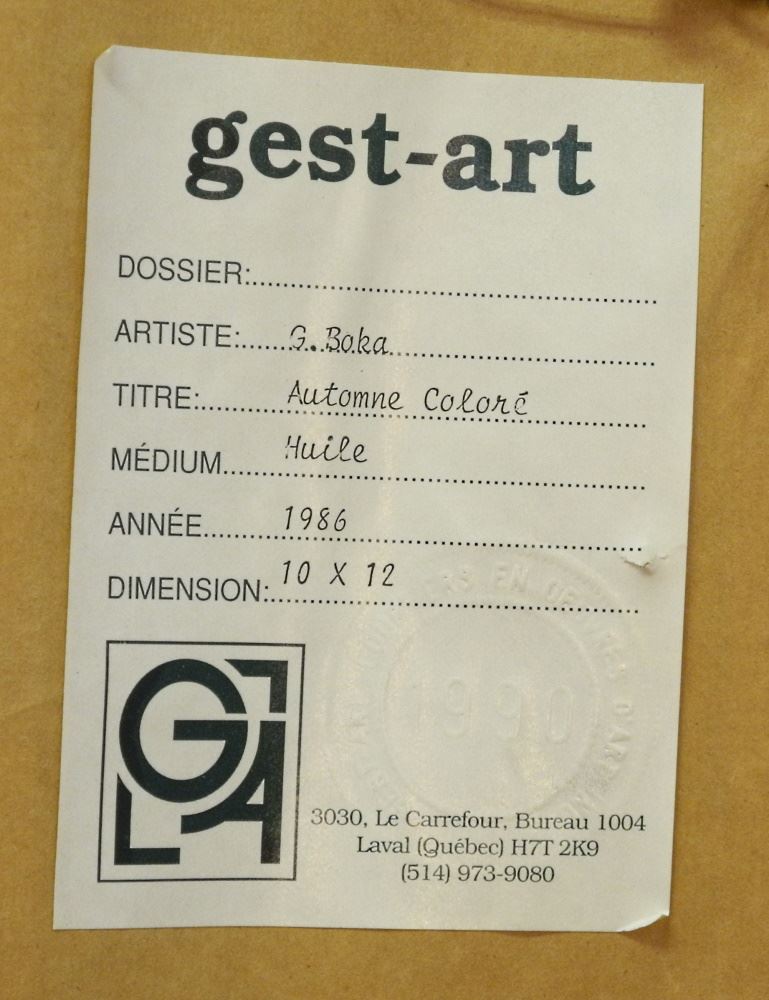 gest-art
DOSSIER:
ARTISTE: G. Boka
TITRE: Automne Coloré
MÉDIUM Huile
ANNÉE 1986
DIMENSION: 10 X 12
1990
3030, Le Carrefour, Bureau 1004
Laval (Québec) H7T 2K9
(514) 973-9080